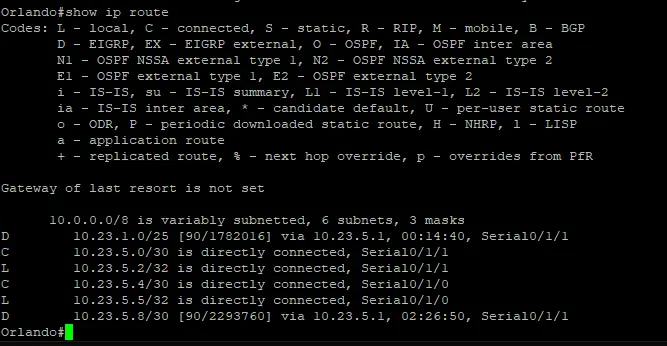 Orlando#show ip route
Codes: L - local, C - connected, S - static, R - RIP, M - mobile, B - BGP
       D - EIGRP, EX - EIGRP external, O - OSPF, IA - OSPF inter area
       N1 - OSPF NSSA external type 1, N2 - OSPF NSSA external type 2
       E1 - OSPF external type 1, E2 - OSPF external type 2
       i - IS-IS, su - IS-IS summary, L1 - IS-IS level-1, L2 - IS-IS level-2
       ia - IS-IS inter area, * - candidate default, U - per-user static route
       o - ODR, P - periodic downloaded static route, H - NHRP, l - LISP
       a - application route
       + - replicated route, % - next hop override, p - overrides from PfR
Gateway of last resort is not set
      10.0.0.0/8 is variably subnetted, 6 subnets, 3 masks
D        10.23.1.0/25 [90/1782016] via 10.23.5.1, 00:14:40, Serial0/1/1
C        10.23.5.0/30 is directly connected, Serial0/1/1
L        10.23.5.2/32 is directly connected, Serial0/1/1
C        10.23.5.4/30 is directly connected, Serial0/1/0
L        10.23.5.5/32 is directly connected, Serial0/1/0
D        10.23.5.8/30 [90/2293760] via 10.23.5.1, 02:26:50, Serial0/1/1
Orlando#